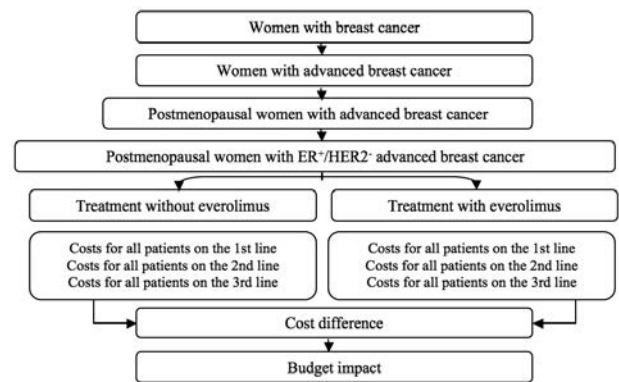 Women with breast cancer
Women with advanced breast cancer
Postmenopausal women with advanced breast cancer
Postmenopausal women with ER⁺/HER2⁻ advanced breast cancer
Treatment without everolimus
Treatment with everolimus
Costs for all patients on the 1st line
Costs for all patients on the 2nd line
Costs for all patients on the 3rd line
Costs for all patients on the 1st line
Costs for all patients on the 2nd line
Costs for all patients on the 3rd line
Cost difference
Budget impact